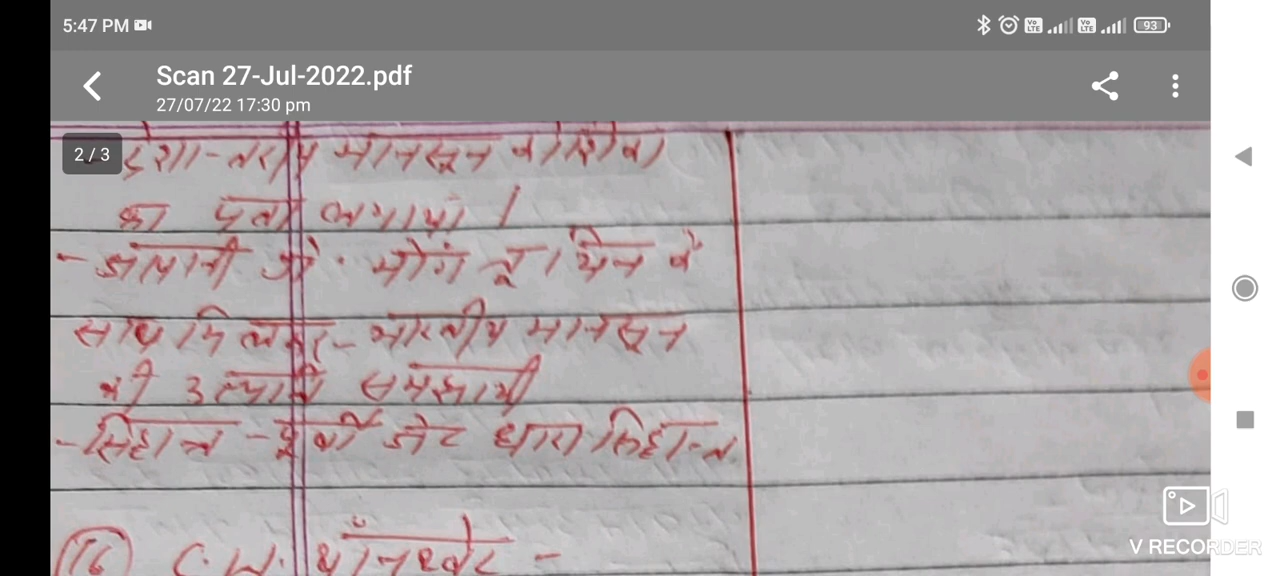 5:47 PM
93
Scan 27-Jul-2022.pdf
27/07/22 17:30 pm
2 / 3
मानसून
का पता लगाया ।
- जापानी के
साथ मिलकर - भारतीय मानसून
की उत्पत्ति समझायी
- सिद्धान्त - पूर्वी जेट धारा सिद्धान्त
(16) C.W. थॉर्नथ्वेट -
V RECORDER